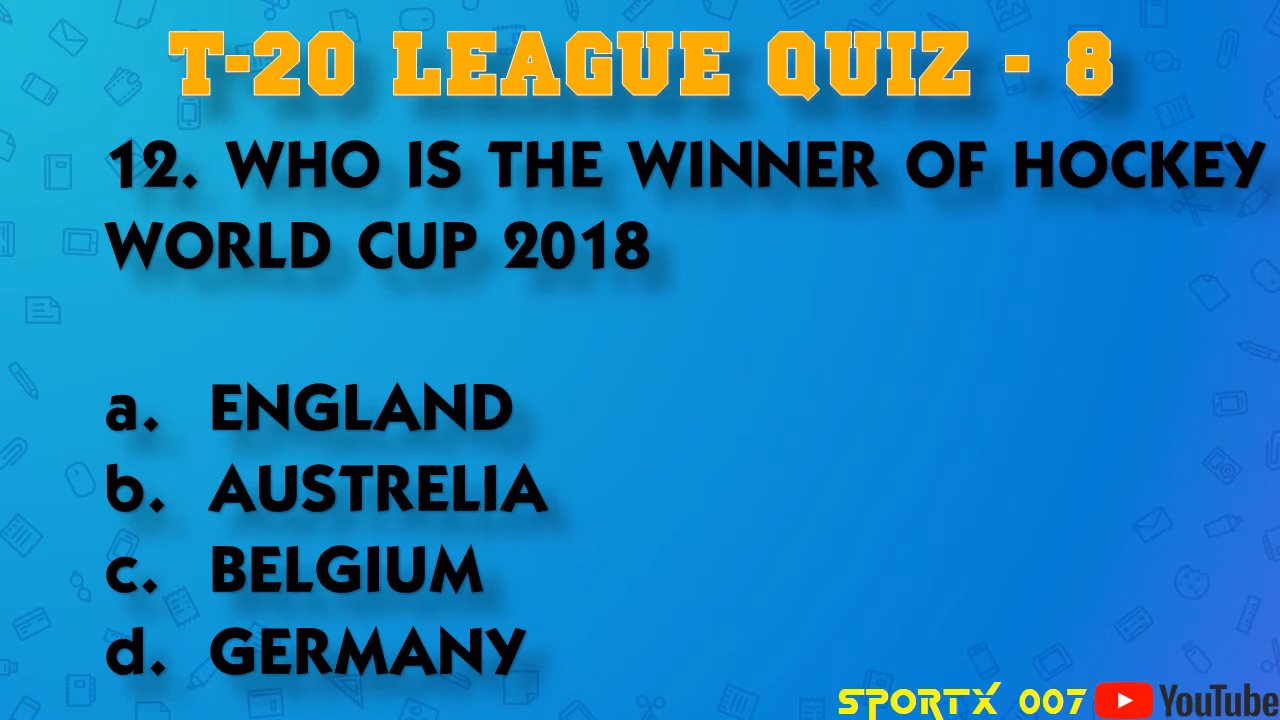 T-20 LEAGUE QUIZ - 8
12. WHO IS THE WINNER OF HOCKEY
WORLD CUP 2018
a. ENGLAND
b. AUSTRELIA
c. BELGIUM
d. GERMANY
SPORTX 007 YouTube